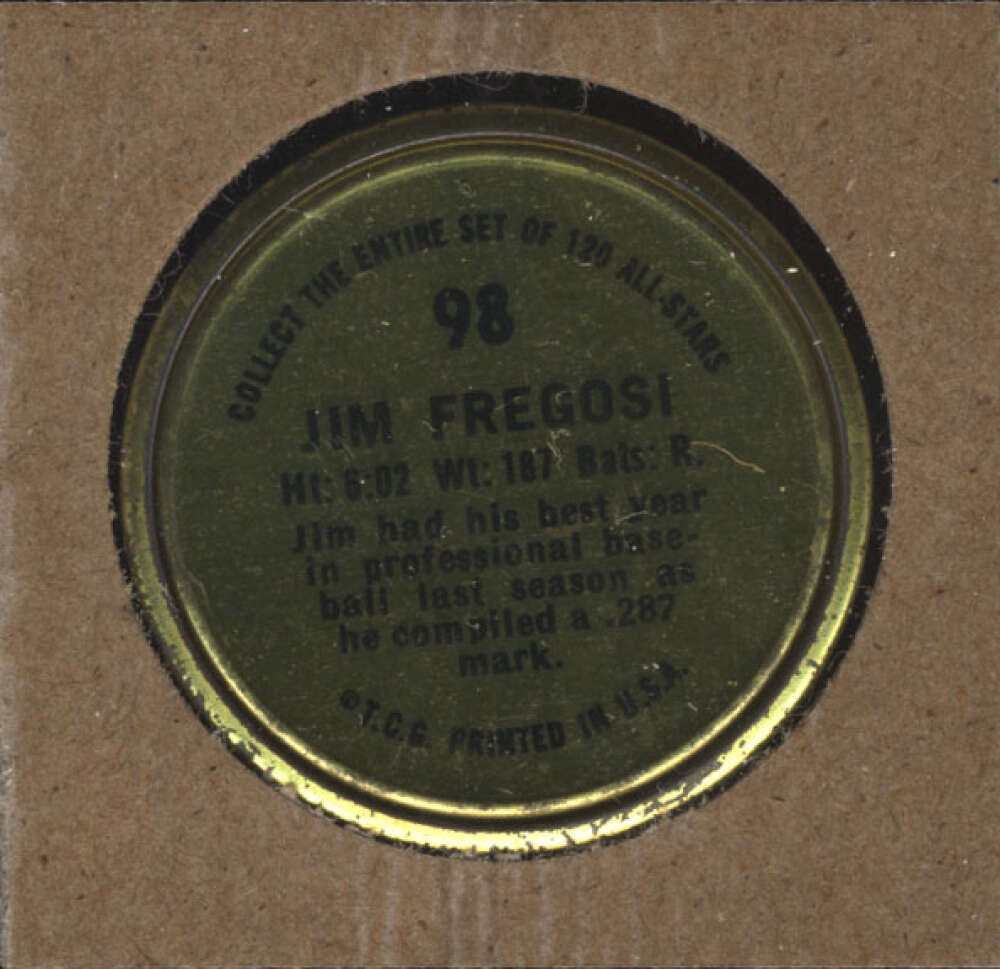 COLLECT THE ENTIRE SET OF 120 ALL-STARS
98
JIM FREGOSI
Ht: 6:02 Wt: 187 Bats: R.
Jim had his best year
in professional base-
ball last season as
he compiled a .287
mark.
©T.C.G. PRINTED IN U.S.A.